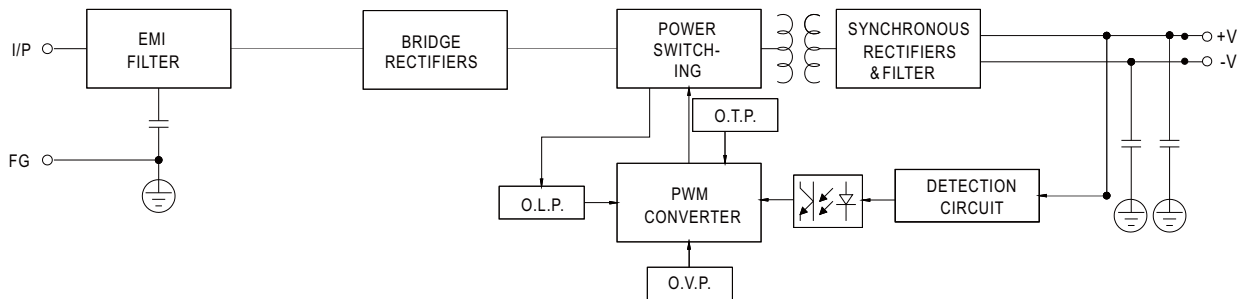 I/P
EMI
FILTER
BRIDGE
RECTIFIERS
POWER
SWITCH-
ING
SYNCHRONOUS
RECTIFIERS
&FILTER
+V
-V
O.T.P.
FG
O.L.P.
PWM
CONVERTER
DETECTION
CIRCUIT
O.V.P.